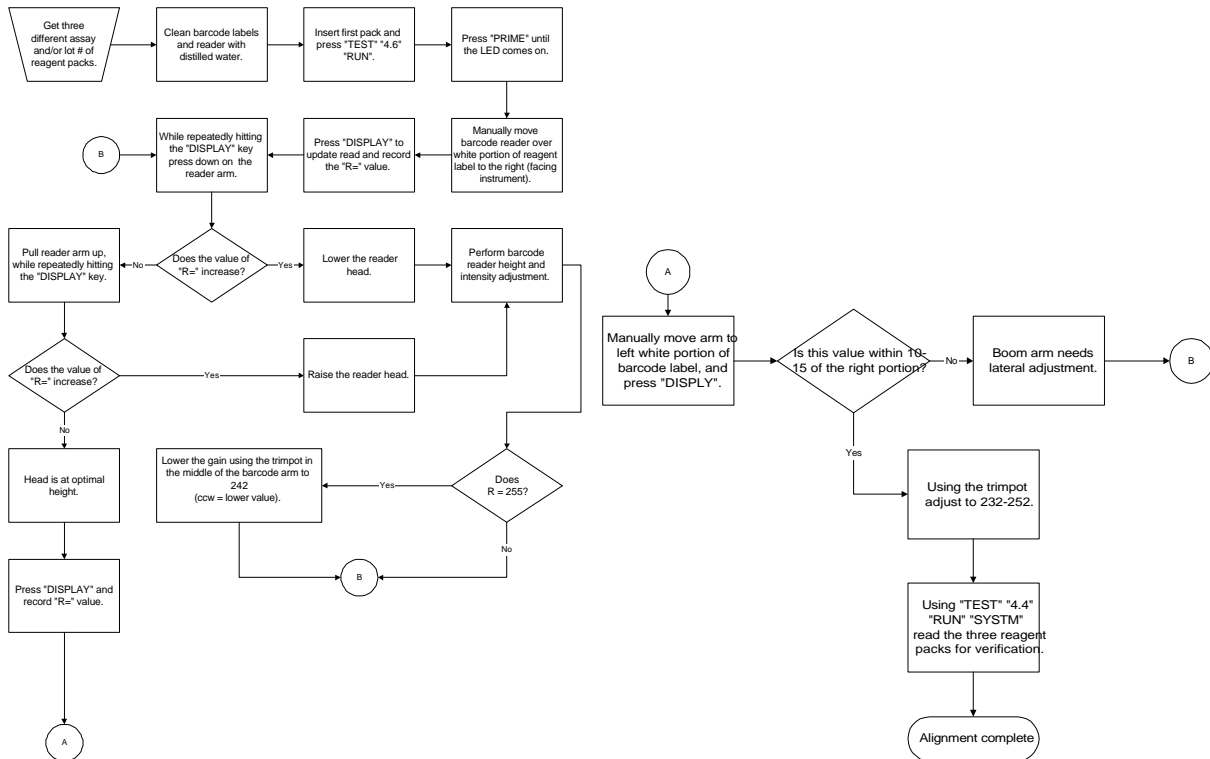 Get three
different assay
and/or lot # of
reagent packs.
Clean barcode labels
and reader with
distilled water.
Insert first pack and
press "TEST" "4.6"
"RUN".
Press "PRIME" until
the LED comes on.
B
While repeatedly hitting
the "DISPLAY" key
press down on the
reader arm.
Press "DISPLAY" to
update read and record
the "R=" value.
Manually move
barcode reader over
white portion of reagent
label to the right (facing
instrument).
Pull reader arm up,
while repeatedly hitting
the "DISPLAY" key.
No
Does the value of
"R=" increase?
Yes
Lower the reader
head.
Perform barcode
reader height and
intensity adjustment.
Does the value of
"R=" increase?
Yes
Raise the reader head.
No
Head is at optimal
height.
Lower the gain using the trimpot in
the middle of the barcode arm to
242
(ccw = lower value).
Yes
Does
R = 255?
No
B
Press "DISPLAY" and
record "R=" value.
A
A
Manually move arm to
left white portion of
barcode label, and
press "DISPLY".
Is this value within 10-
15 of the right portion?
No
Boom arm needs
lateral adjustment.
B
Yes
Using the trimpot
adjust to 232-252.
Using "TEST" "4.4"
"RUN" "SYSTM"
read the three reagent
packs for verification.
Alignment complete